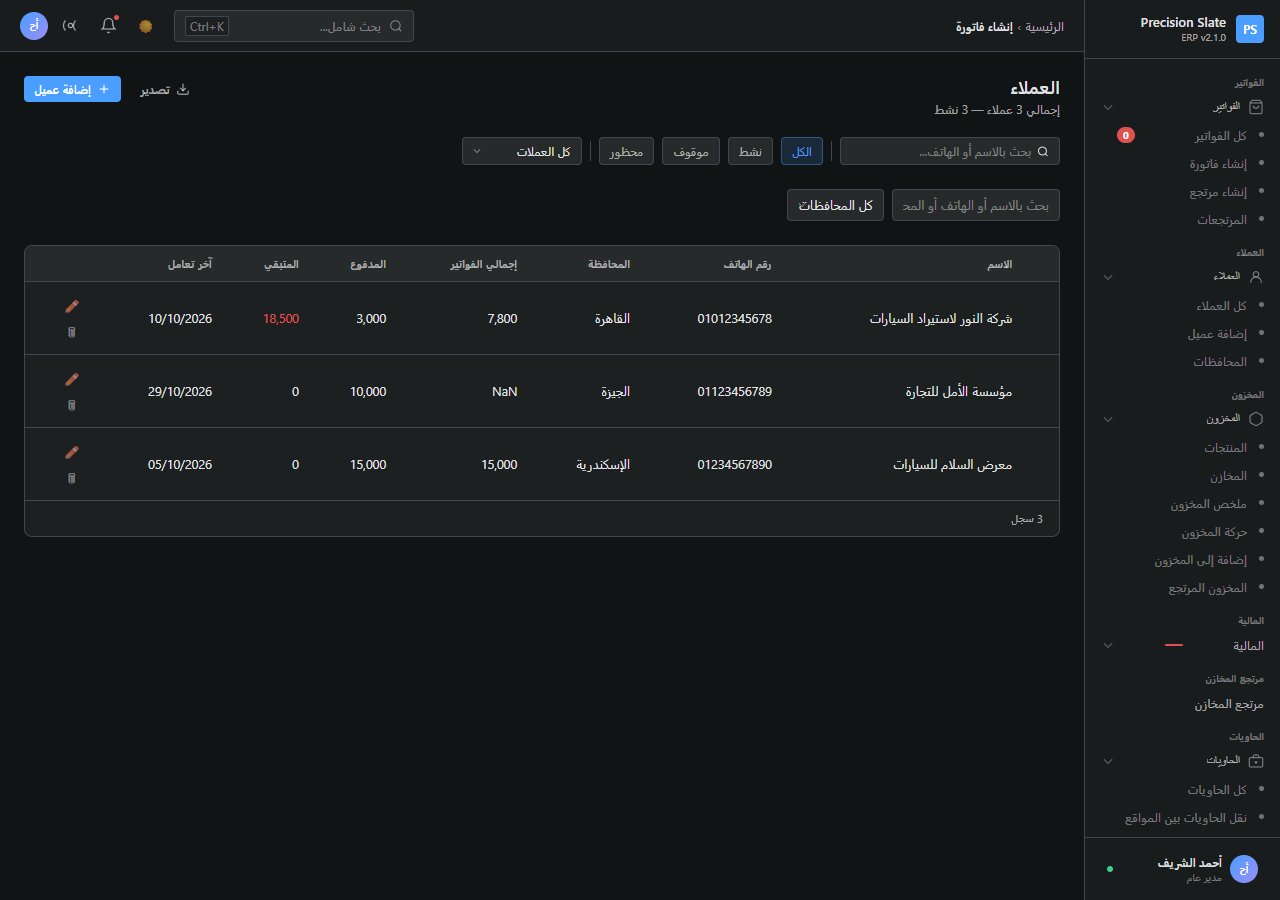 Precision Slate
ERP v2.1.0
PS
الرئيسية › إنشاء فاتورة
بحث شامل...
Ctrl+K
أح
الفواتير
الفواتير
كل الفواتير
0
إنشاء فاتورة
إنشاء مرتجع
المرتجعات
العملاء
العملاء
كل العملاء
إضافة عميل
المحافظات
المخزون
المخزون
المنتجات
المخازن
ملخص المخزون
حركة المخزون
إضافة إلى المخزون
المخزون المرتجع
المالية
المالية
مرتجع المخازن
مرتجع المخازن
الحاويات
الحاويات
كل الحاويات
نقل الحاويات بين المواقع
أح
أحمد الشريف
مدير عام
العملاء
إجمالي 3 عملاء — 3 نشط
تصدير
إضافة عميل
بحث بالاسم أو الهاتف...
الكل
نشط
موقوف
محظور
كل العملات
بحث بالاسم أو الهاتف أو المح
كل المحافظات
الاسم رقم الهاتف المحافظة إجمالي الفواتير المدفوع المتبقي آخر تعامل
شركة النور لاستيراد السيارات 01012345678 القاهرة 7,800 3,000 18,500 10/10/2026
مؤسسة الأمل للتجارة 01123456789 الجيزة NaN 10,000 0 29/10/2026
معرض السلام للسيارات 01234567890 الإسكندرية 15,000 15,000 0 05/10/2026
3 سجل